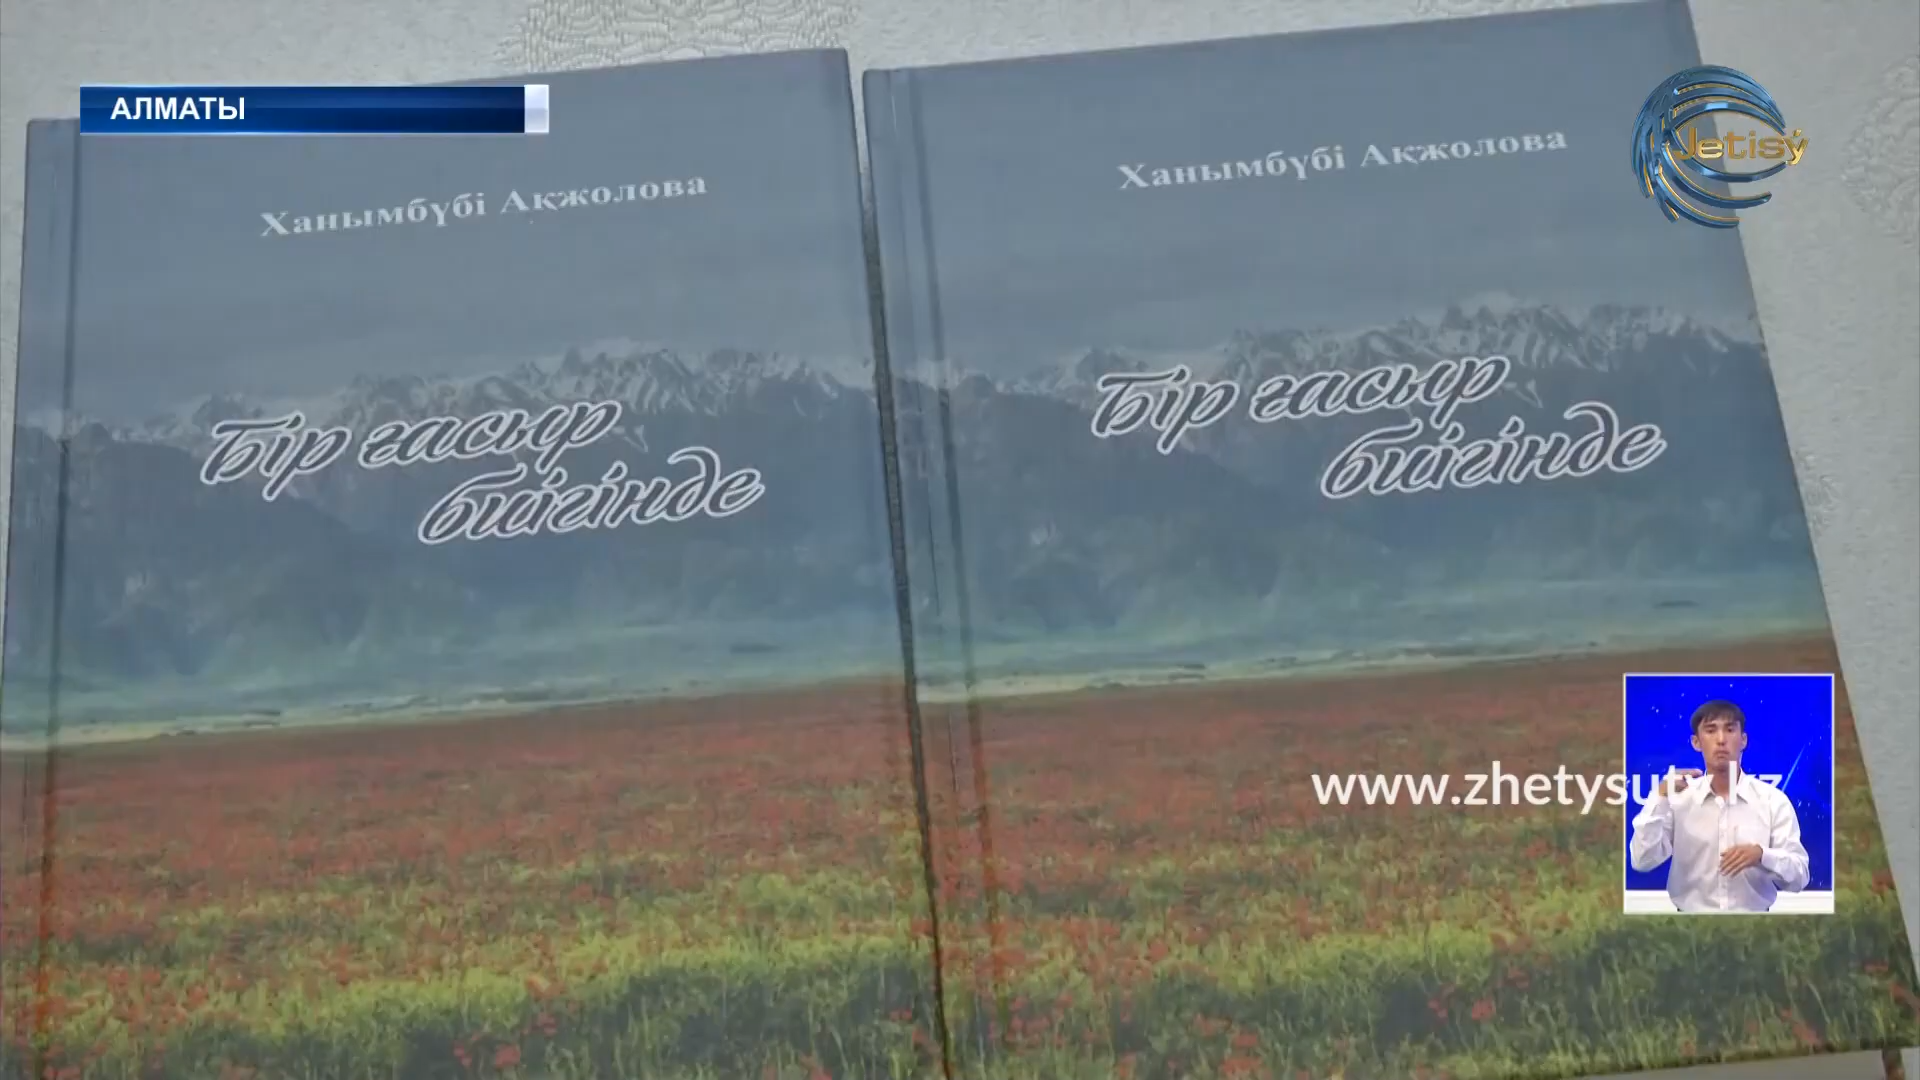 АЛМАТЫ
Jetisý
Ханымбүбі Ақжолова
Бір ғасыр
биігінде
Ханымбүбі Ақжолова
Бір ғасыр
биігінде
www.zhetysutv.kz